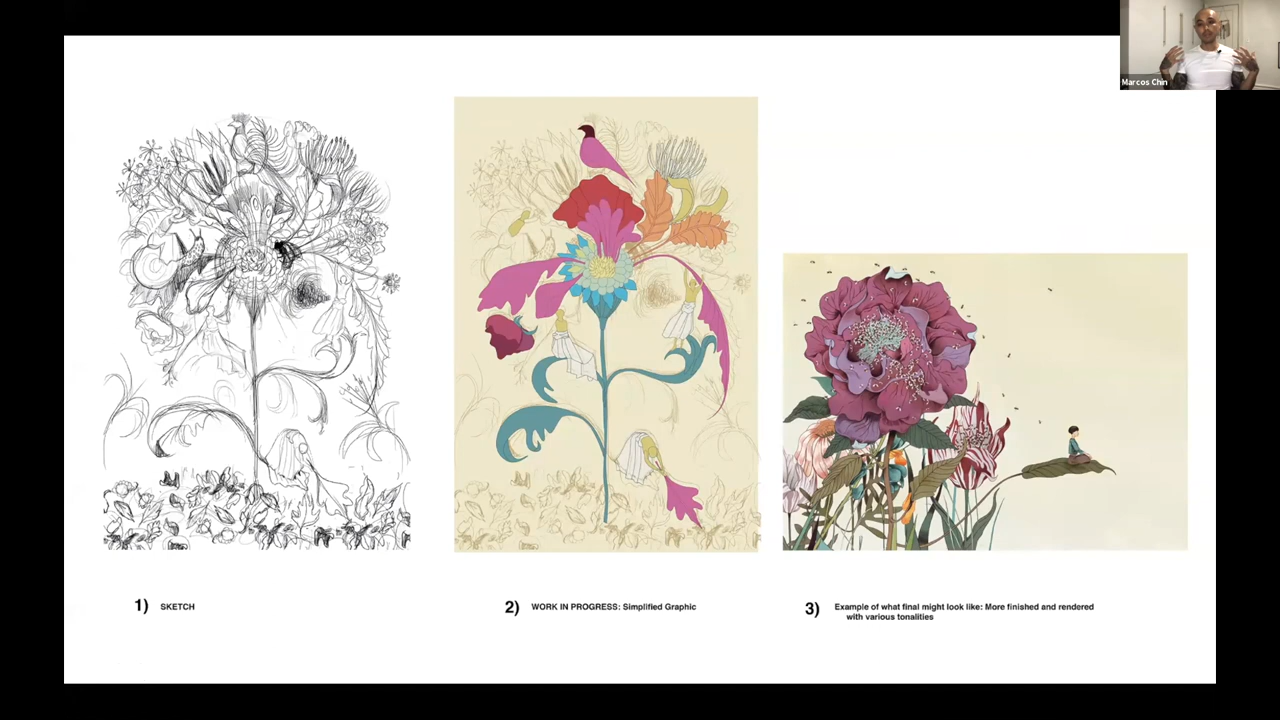 Marcos Chin
1) SKETCH
2) WORK IN PROGRESS: Simplified Graphic
3) Example of what final might look like: More finished and rendered
with various tonalities